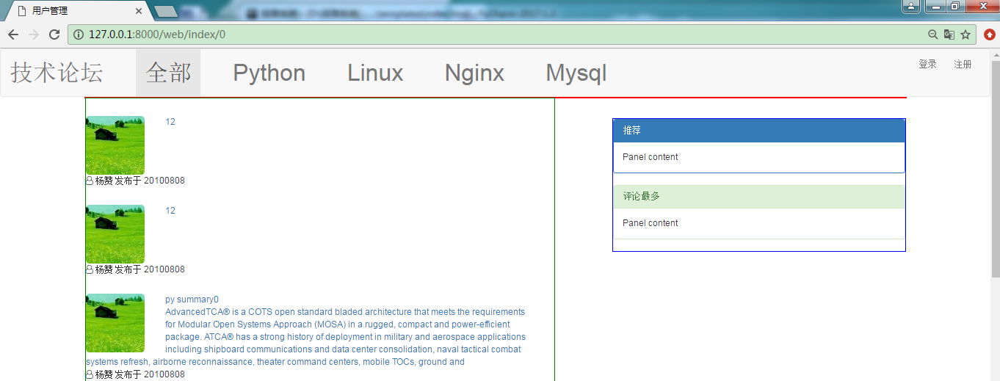 用户管理
127.0.0.1:8000/web/index/0
技术论坛 全部 Python Linux Nginx Mysql 登录 注册
12
杨赞 发布于 20100808
12
杨赞 发布于 20100808
py summary0
AdvancedTCA® is a COTS open standard bladed architecture that meets the requirements
for Modular Open Systems Approach (MOSA) in a rugged, compact and power-efficient
package. ATCA® has a strong history of deployment in military and aerospace applications
including shipboard communications and data center consolidation, naval tactical combat
systems refresh, airborne reconnaissance, theater command centers, mobile TOCs, ground and
杨赞 发布于 20100808
推荐
Panel content
评论最多
Panel content